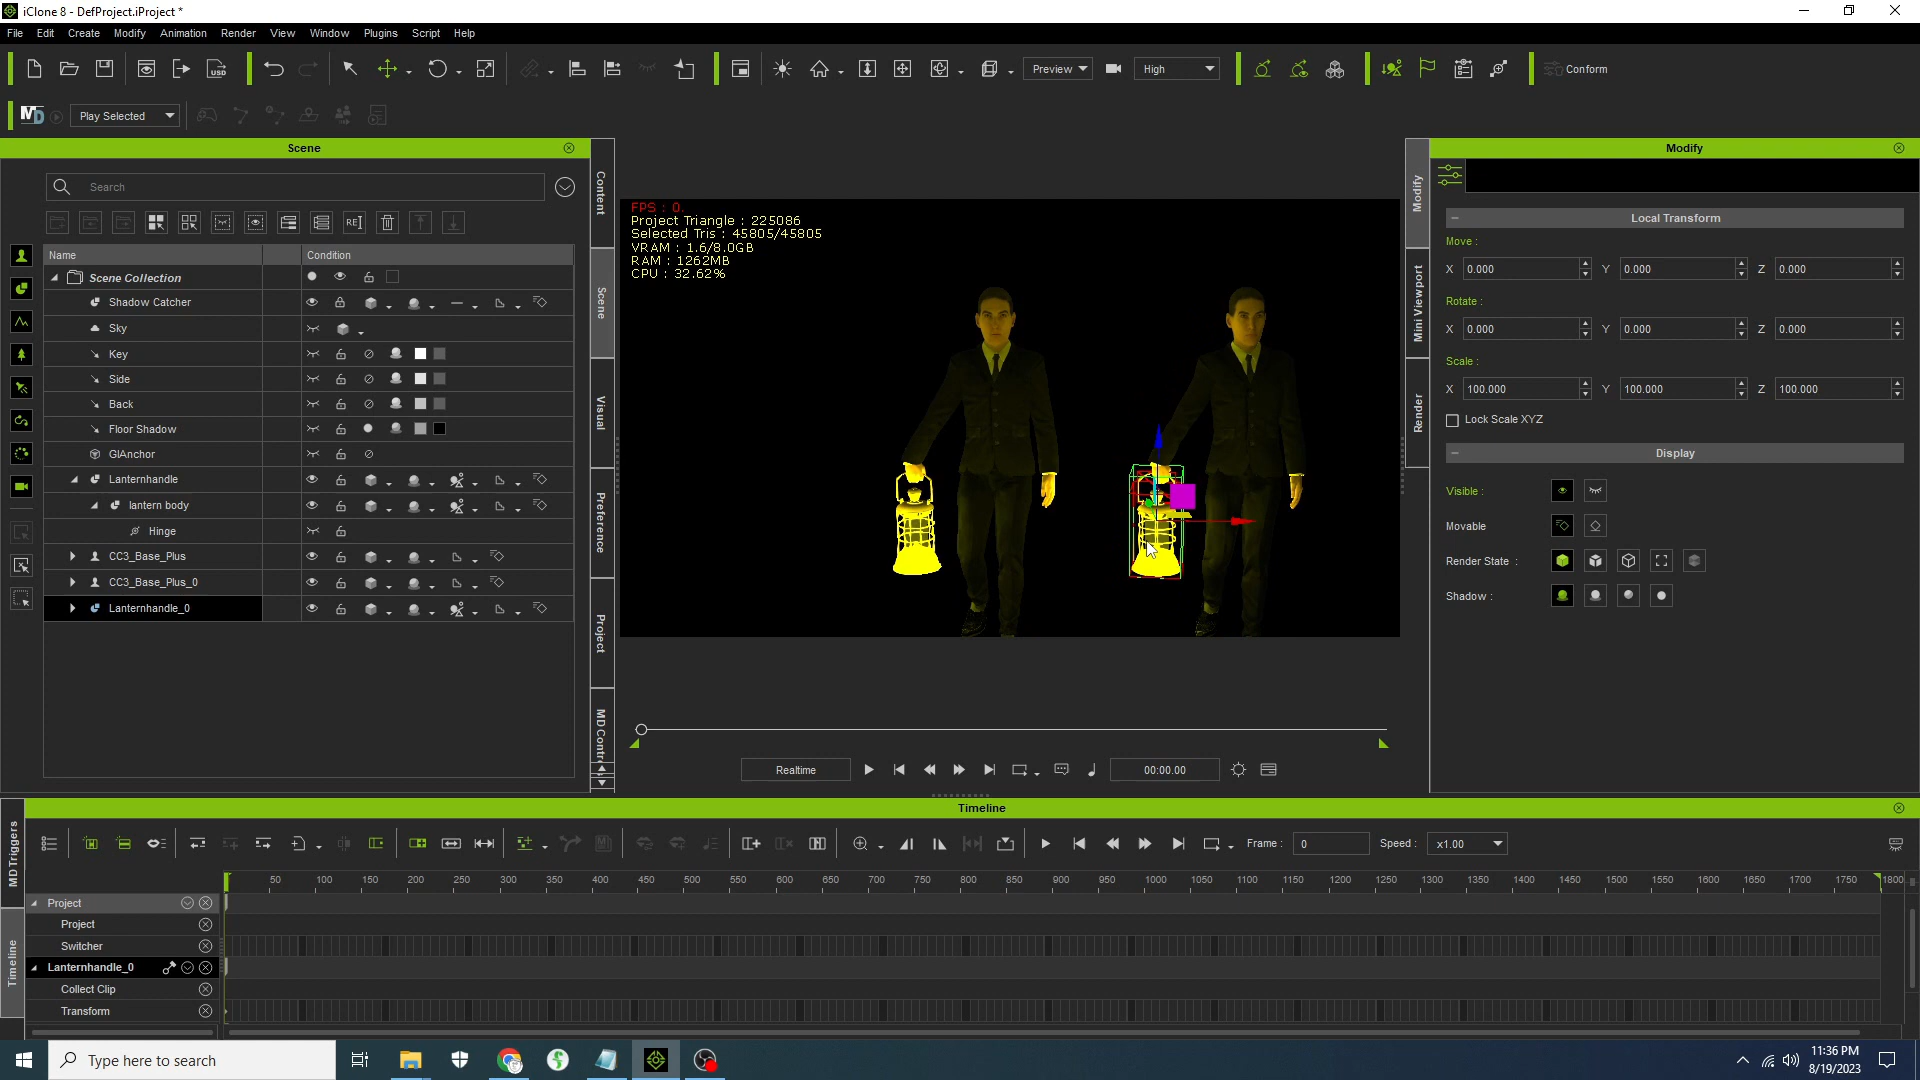 iClone 8 - DefProject.iProject *
File Edit Create Modify Animation Render View Window Plugins Script Help
USD Preview High Conform
MD Play Selected
Scene
Search
REI
Name Condition
Scene Collection
Shadow Catcher
Sky
Key
Side
Back
Floor Shadow
GIAnchor
Lanternhandle
lantern body
Hinge
CC3_Base_Plus
CC3_Base_Plus_0
Lanternhandle_0
Content
Scene
Visual
Preference
Project
MD Contr
FPS : 0.
Project Triangle : 225086
Selected Tris : 45805/45805
VRAM : 1.6/8.0GB
RAM : 1262MB
CPU : 32.62%
Realtime 00:00.00
Modify
Mini Viewport
Render
Modify
Local Transform
Move :
X 0.000 Y 0.000 Z 0.000
Rotate :
X 0.000 Y 0.000 Z 0.000
Scale :
X 100.000 Y 100.000 Z 100.000
Lock Scale XYZ
Display
Visible :
Movable
Render State :
Shadow :
Timeline
MD Triggers
Timeline
Frame : 0 Speed : x1.00
50 100 150 200 250 300 350 400 450 500 550 600 650 700 750 800 850 900 950 1000 1050 1100 1150 1200 1250 1300 1350 1400 1450 1500 1550 1600 1650 1700 1750 1800
Project
Project
Switcher
Lanternhandle_0
Collect Clip
Transform
Type here to search
11:36 PM
8/19/2023